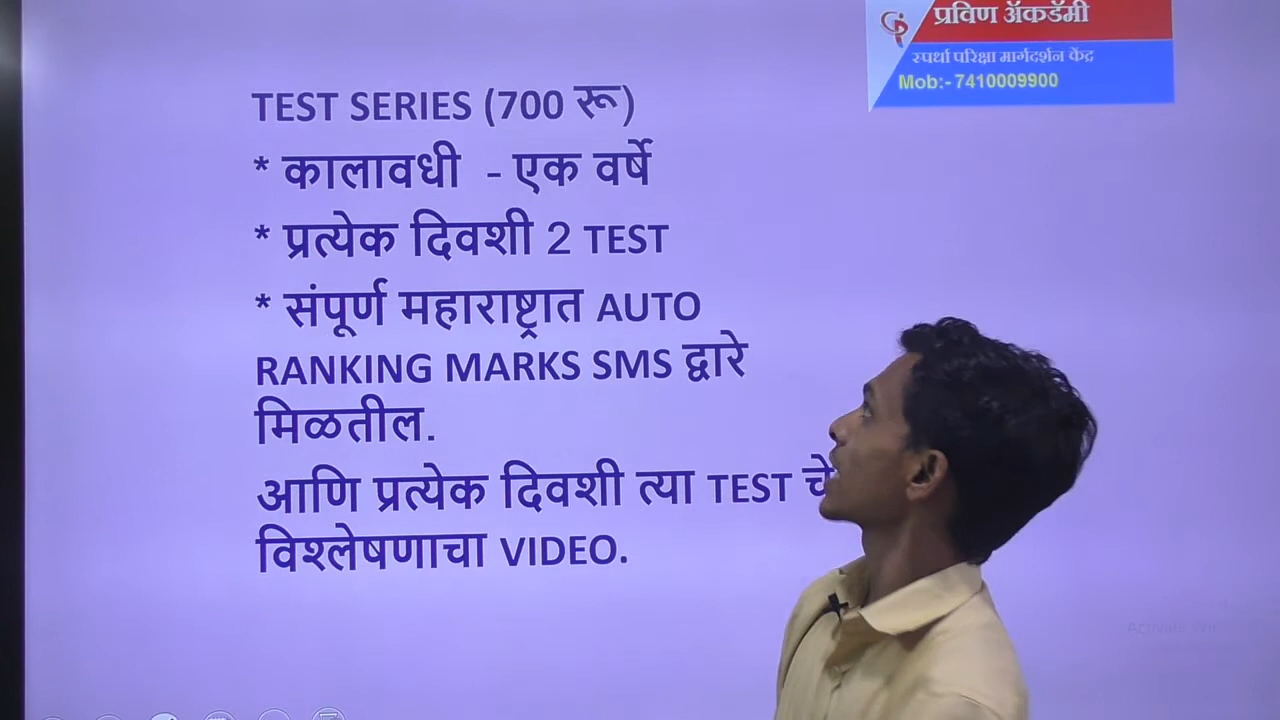 प्रविण ॲकडॅमी
स्पर्धा परिक्षा मार्गदर्शन केंद्र
Mob:- 7410009900
TEST SERIES (700 रू)
* कालावधी - एक वर्षे
* प्रत्येक दिवशी 2 TEST
* संपूर्ण महाराष्ट्रात AUTO
RANKING MARKS SMS द्वारे
मिळतील.
आणि प्रत्येक दिवशी त्या TEST चे
विश्लेषणाचा VIDEO.